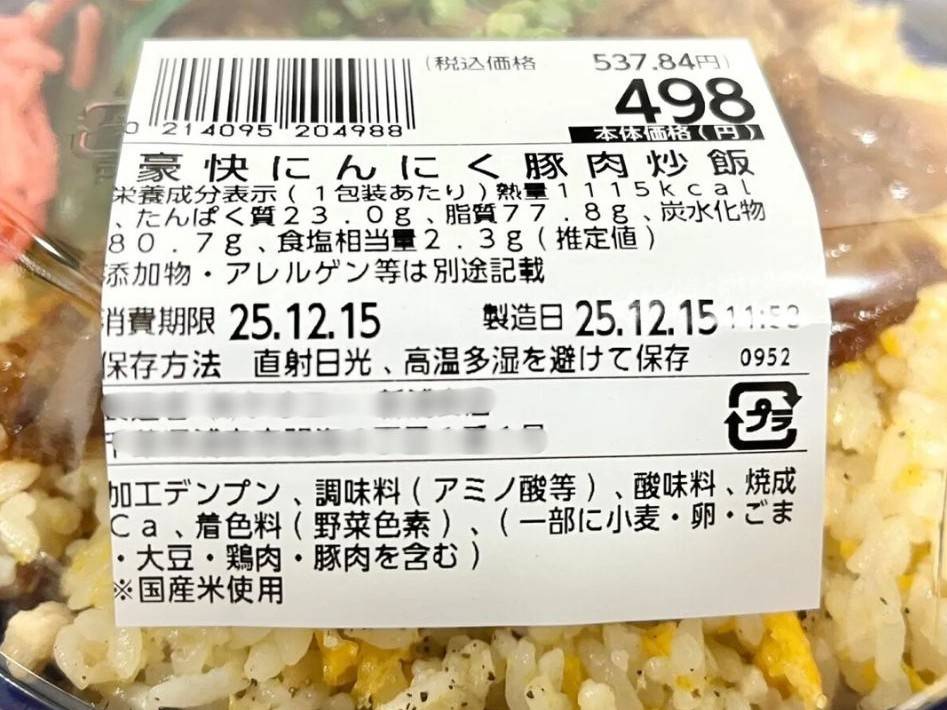 (税込価格 537.84円)
498
0 214095 204988
本体価格(円)
豪快にんにく豚肉炒飯
栄養成分表示(1包装あたり)熱量1115kcal
、たんぱく質23.0g、脂質77.8g、炭水化物
80.7g、食塩相当量2.3g(推定値)
添加物・アレルゲン等は別途記載
消費期限 25.12.15 製造日 25.12.15
保存方法 直射日光、高温多湿を避けて保存 0952
プラ
加工デンプン、調味料(アミノ酸等)、酸味料、焼成
Ca、着色料(野菜色素)、(一部に小麦・卵・ごま
・大豆・鶏肉・豚肉を含む)
※国産米使用